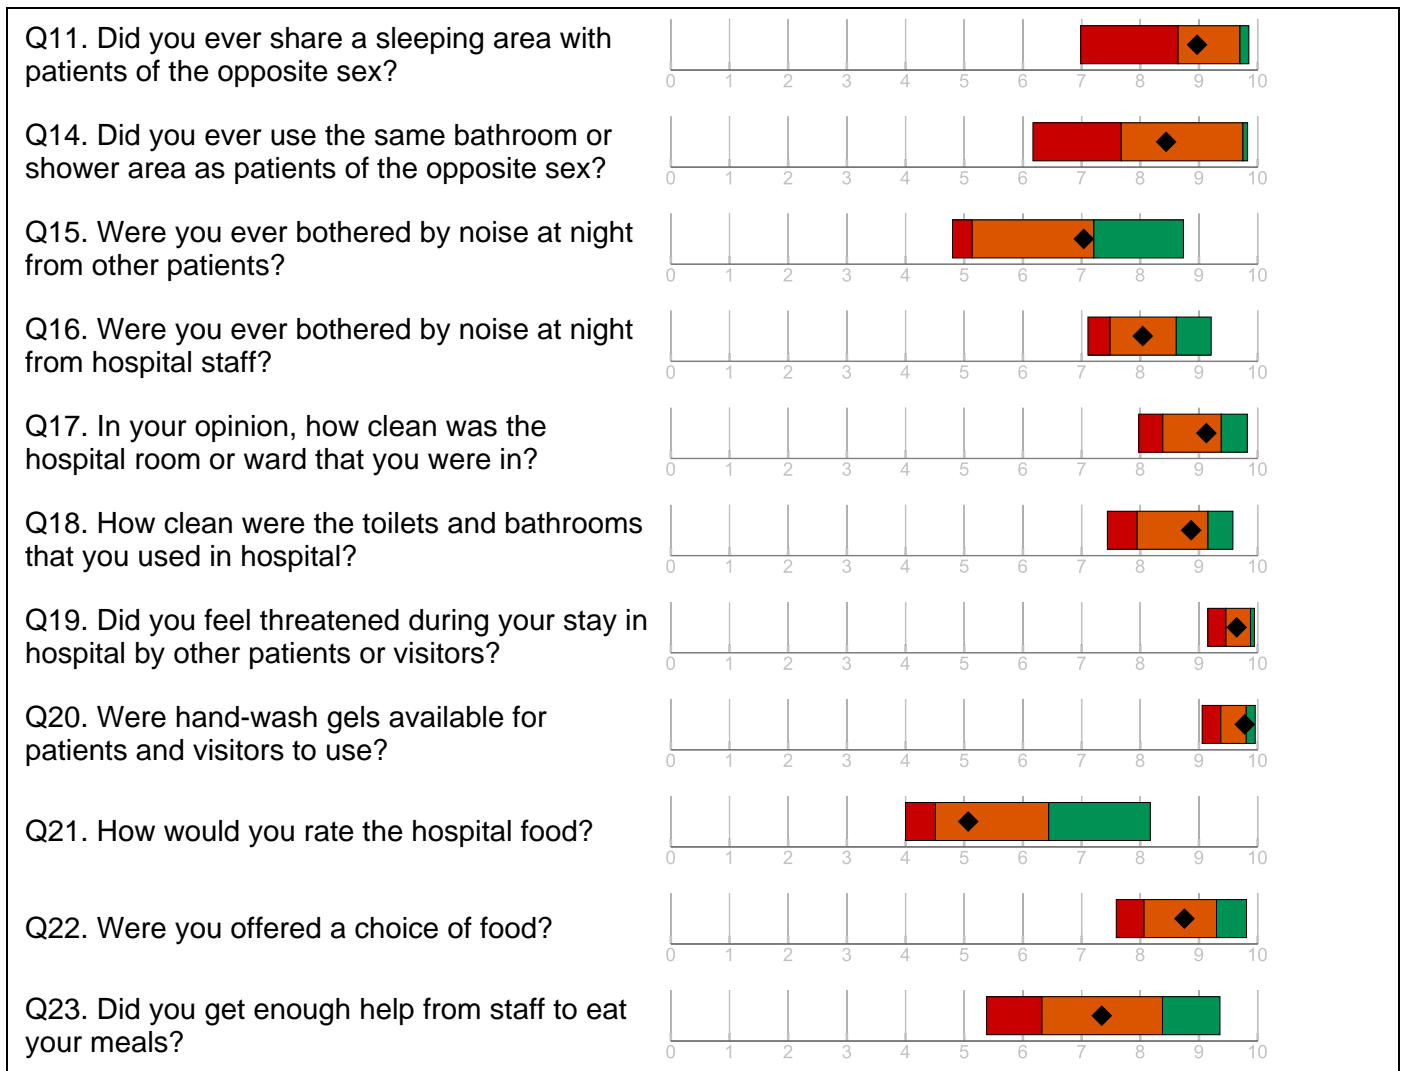 Q11. Did you ever share a sleeping area with
patients of the opposite sex?
0 1 2 3 4 5 6 7 8 9 10
Q14. Did you ever use the same bathroom or
shower area as patients of the opposite sex?
0 1 2 3 4 5 6 7 8 9 10
Q15. Were you ever bothered by noise at night
from other patients?
0 1 2 3 4 5 6 7 8 9 10
Q16. Were you ever bothered by noise at night
from hospital staff?
0 1 2 3 4 5 6 7 8 9 10
Q17. In your opinion, how clean was the
hospital room or ward that you were in?
0 1 2 3 4 5 6 7 8 9 10
Q18. How clean were the toilets and bathrooms
that you used in hospital?
0 1 2 3 4 5 6 7 8 9 10
Q19. Did you feel threatened during your stay in
hospital by other patients or visitors?
0 1 2 3 4 5 6 7 8 9 10
Q20. Were hand-wash gels available for
patients and visitors to use?
0 1 2 3 4 5 6 7 8 9 10
Q21. How would you rate the hospital food?
0 1 2 3 4 5 6 7 8 9 10
Q22. Were you offered a choice of food?
0 1 2 3 4 5 6 7 8 9 10
Q23. Did you get enough help from staff to eat
your meals?
0 1 2 3 4 5 6 7 8 9 10